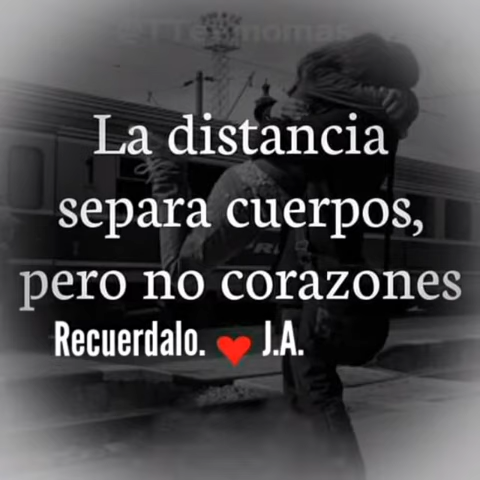 La distancia
separa cuerpos,
pero no corazones
Recuerdalo. ❤ J.A.